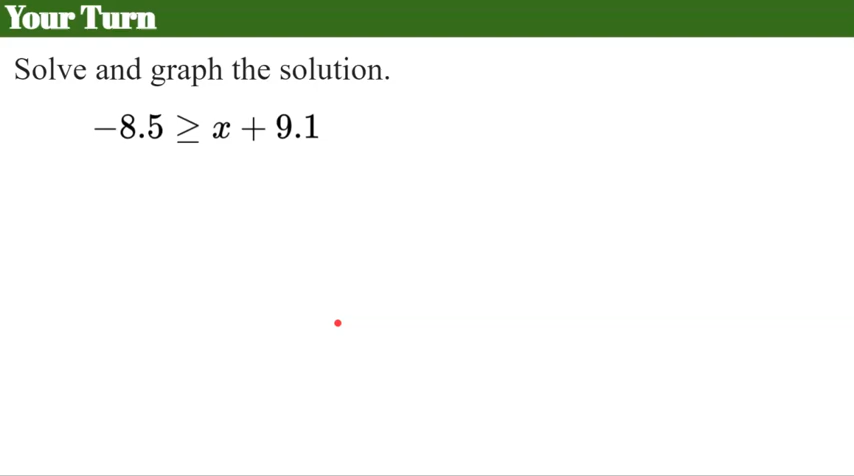 Your Turn
Solve and graph the solution.
−8.5 ≥ x + 9.1